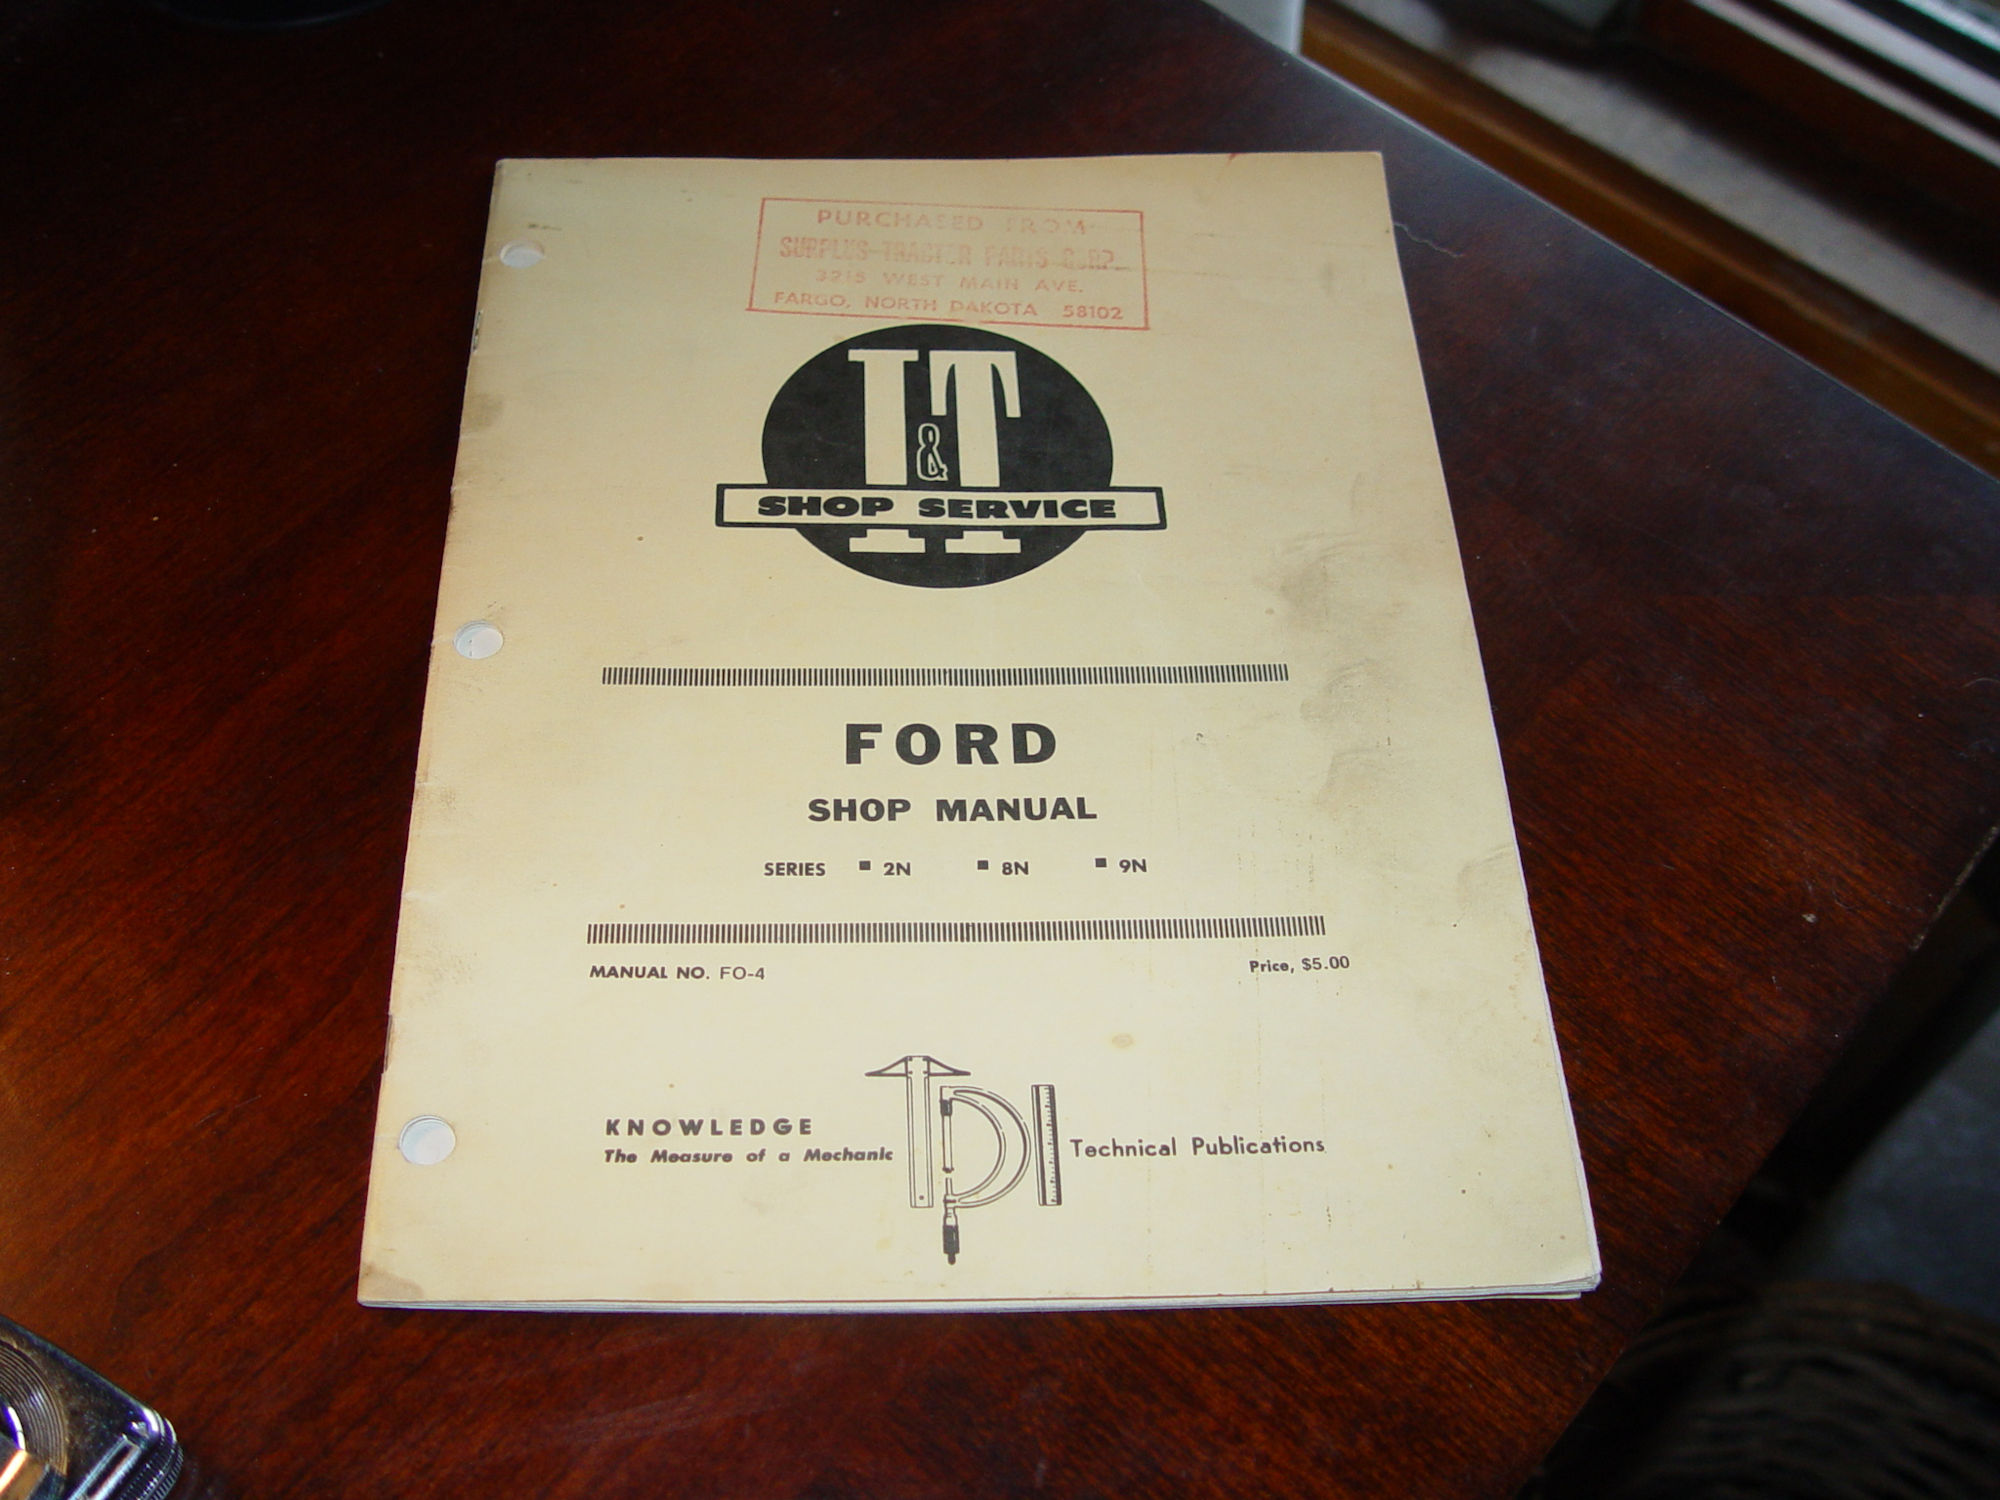 PURCHASED FROM
SURPLUS TRACTOR PARTS CORP.
3215 WEST MAIN AVE.
FARGO, NORTH DAKOTA 58102
I&T
SHOP SERVICE
FORD
SHOP MANUAL
SERIES ■ 2N ■ 8N ■ 9N
MANUAL NO. FO-4 Price, $5.00
KNOWLEDGE
The Measure of a Mechanic
TDI Technical Publications